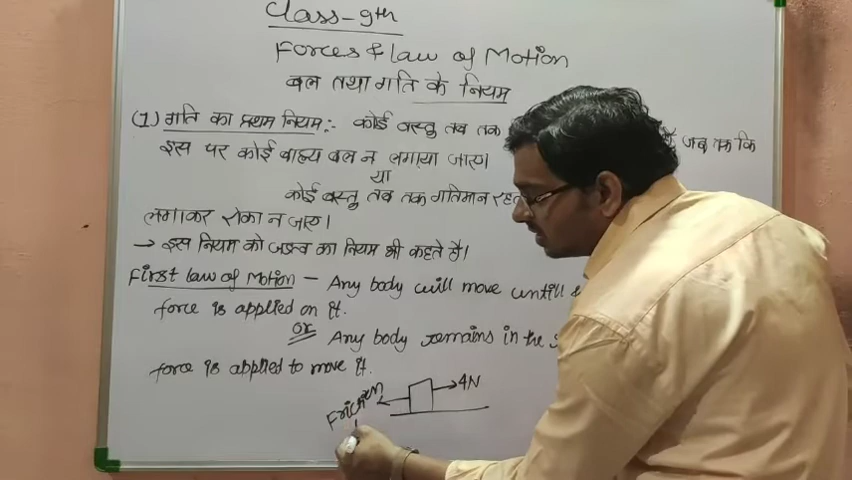 Class-9th
Forces & law of Motion
बल तथा गति के नियम
(1) गति का प्रथम नियम:- कोई वस्तु तब तक जब तक कि
इस पर कोई बाह्य बल न लगाया जाए।
या
कोई वस्तु तब तक गतिमान
लगाकर रोका न जाए।
→ इस नियम को जड़त्व का नियम भी कहते है।
First law of Motion - Any body will move untill
force is applied on it.
or Any body remains in the
force is applied to move it.
Friction 4N